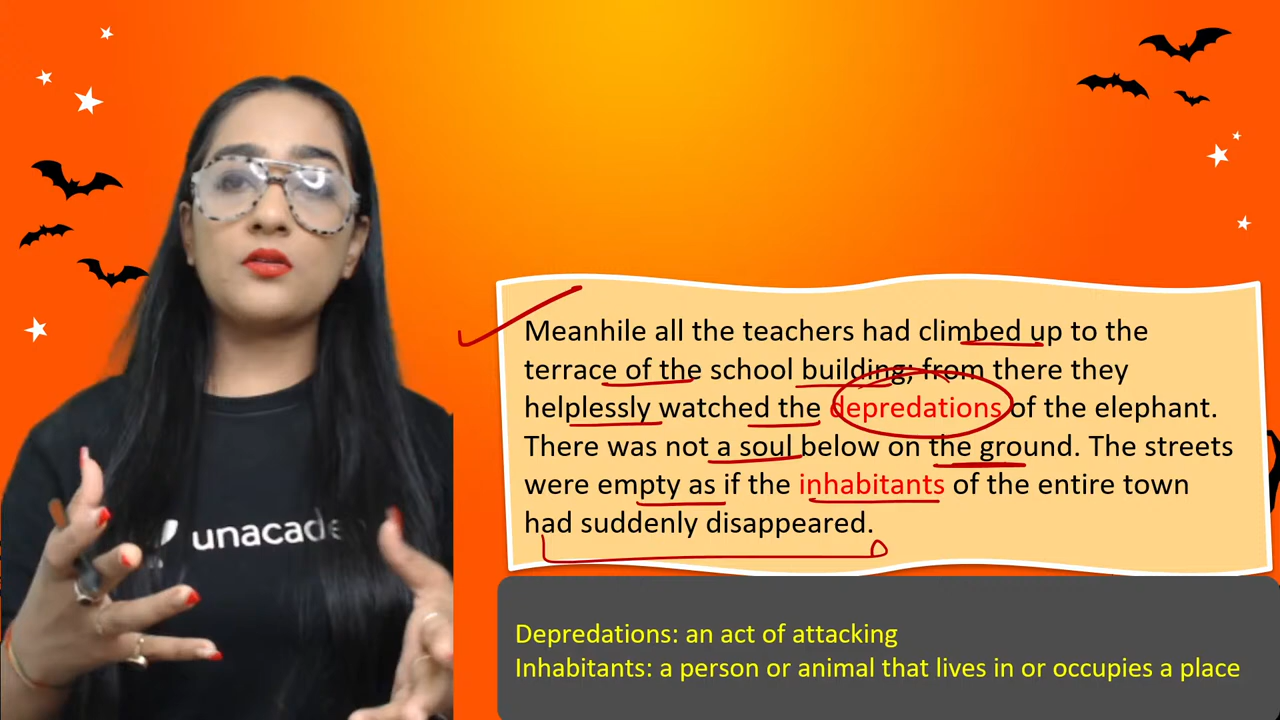 Meanhile all the teachers had climbed up to the
terrace of the school building; from there they
helplessly watched the depredations of the elephant.
There was not a soul below on the ground. The streets
were empty as if the inhabitants of the entire town
had suddenly disappeared.
unacade
Depredations: an act of attacking
Inhabitants: a person or animal that lives in or occupies a place